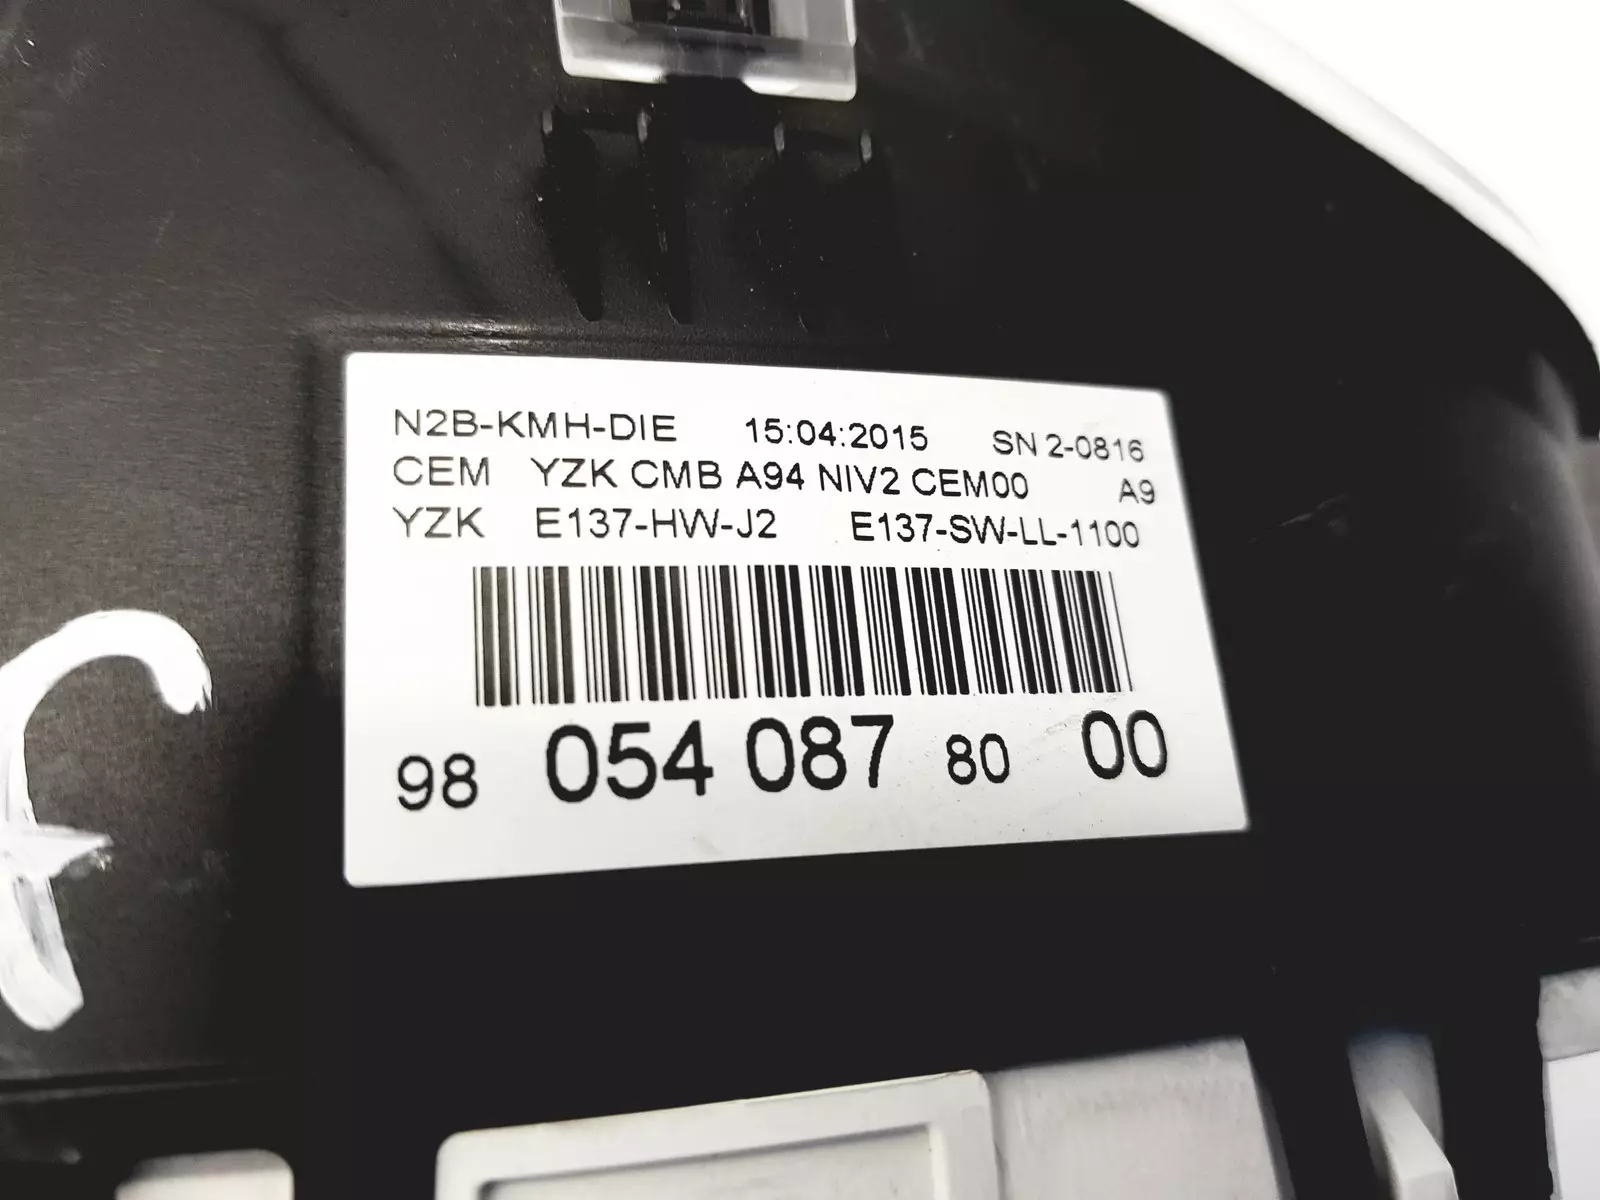 N2B-KMH-DIE 15:04:2015 SN 2-0816
CEM YZK CMB A94 NIV2 CEM00 A9
YZK E137-HW-J2 E137-SW-LL-1100
98 054 087 80 00